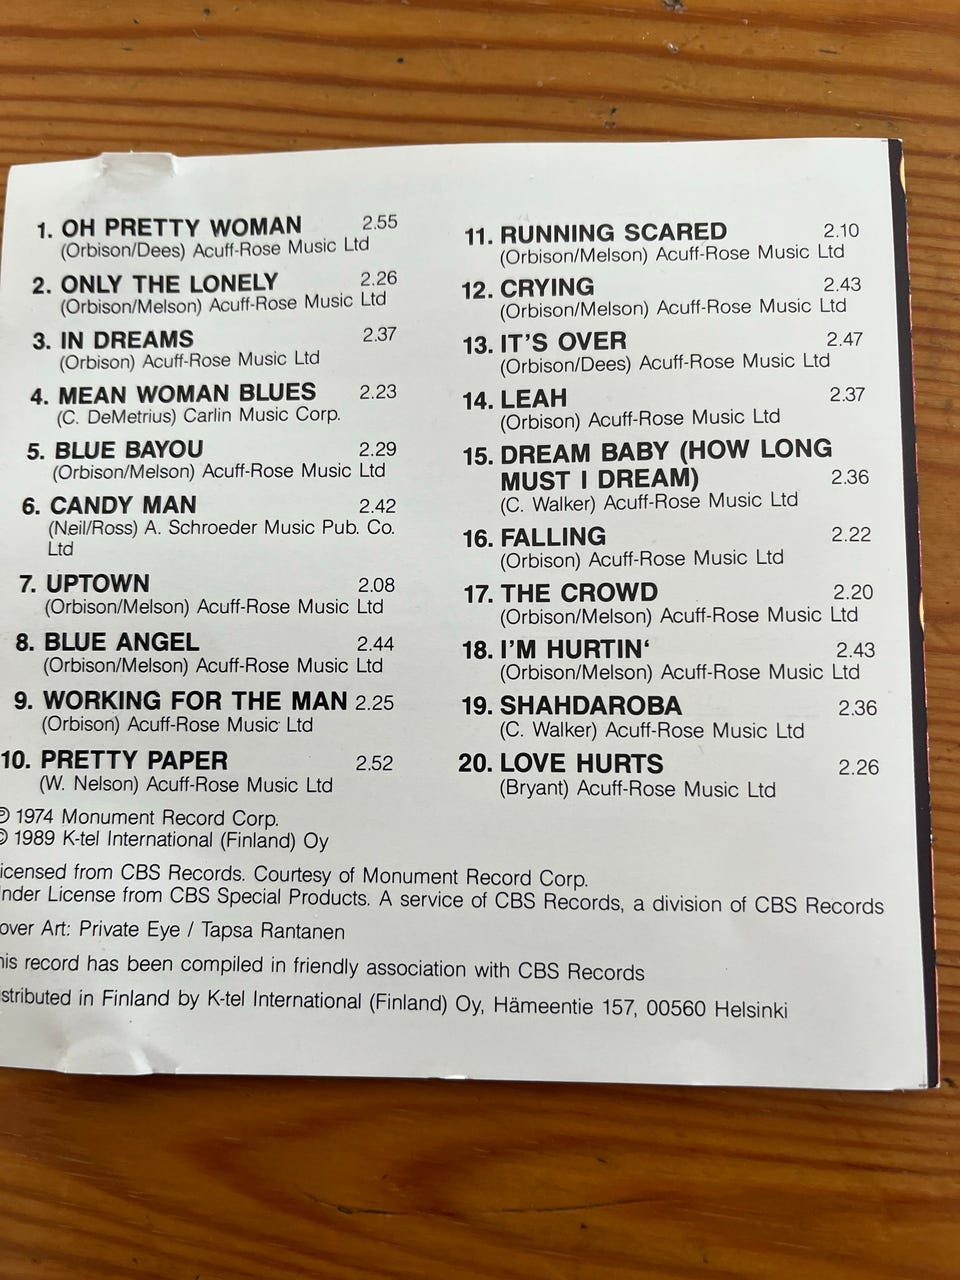 1. OH PRETTY WOMAN 2.55
(Orbison/Dees) Acuff-Rose Music Ltd
2. ONLY THE LONELY 2.26
(Orbison/Melson) Acuff-Rose Music Ltd
3. IN DREAMS 2.37
(Orbison) Acuff-Rose Music Ltd
4. MEAN WOMAN BLUES 2.23
(C. DeMetrius) Carlin Music Corp.
5. BLUE BAYOU 2.29
(Orbison/Melson) Acuff-Rose Music Ltd
6. CANDY MAN 2.42
(Neil/Ross) A. Schroeder Music Pub. Co.
Ltd
7. UPTOWN 2.08
(Orbison/Melson) Acuff-Rose Music Ltd
8. BLUE ANGEL 2.44
(Orbison/Melson) Acuff-Rose Music Ltd
9. WORKING FOR THE MAN 2.25
(Orbison) Acuff-Rose Music Ltd
10. PRETTY PAPER 2.52
(W. Nelson) Acuff-Rose Music Ltd
11. RUNNING SCARED 2.10
(Orbison/Melson) Acuff-Rose Music Ltd
12. CRYING 2.43
(Orbison/Melson) Acuff-Rose Music Ltd
13. IT'S OVER 2.47
(Orbison/Dees) Acuff-Rose Music Ltd
14. LEAH 2.37
(Orbison) Acuff-Rose Music Ltd
15. DREAM BABY (HOW LONG
MUST I DREAM) 2.36
(C. Walker) Acuff-Rose Music Ltd
16. FALLING 2.22
(Orbison) Acuff-Rose Music Ltd
17. THE CROWD 2.20
(Orbison/Melson) Acuff-Rose Music Ltd
18. I'M HURTIN‘ 2.43
(Orbison/Melson) Acuff-Rose Music Ltd
19. SHAHDAROBA 2.36
(C. Walker) Acuff-Rose Music Ltd
20. LOVE HURTS 2.26
(Bryant) Acuff-Rose Music Ltd
℗ 1974 Monument Record Corp.
© 1989 K-tel International (Finland) Oy
icensed from CBS Records. Courtesy of Monument Record Corp.
nder License from CBS Special Products. A service of CBS Records, a division of CBS Records
over Art: Private Eye / Tapsa Rantanen
his record has been compiled in friendly association with CBS Records
istributed in Finland by K-tel International (Finland) Oy, Hämeentie 157, 00560 Helsinki